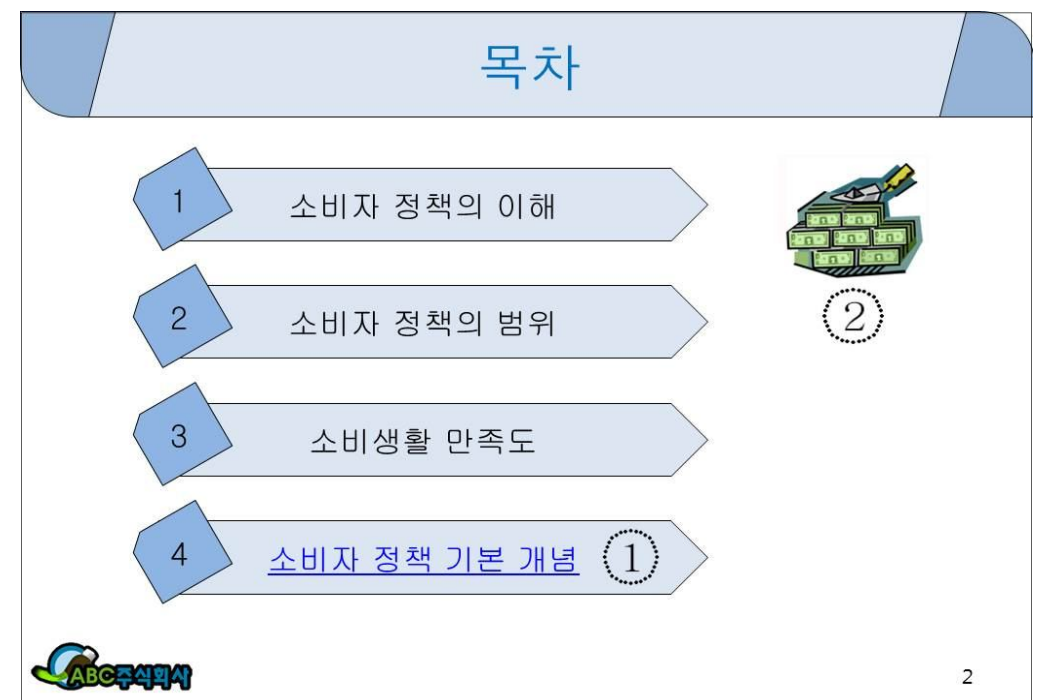 목차
1 소비자 정책의 이해
2 소비자 정책의 범위
②
3 소비생활 만족도
4 소비자 정책 기본 개념 ①
ABC주식회사
2